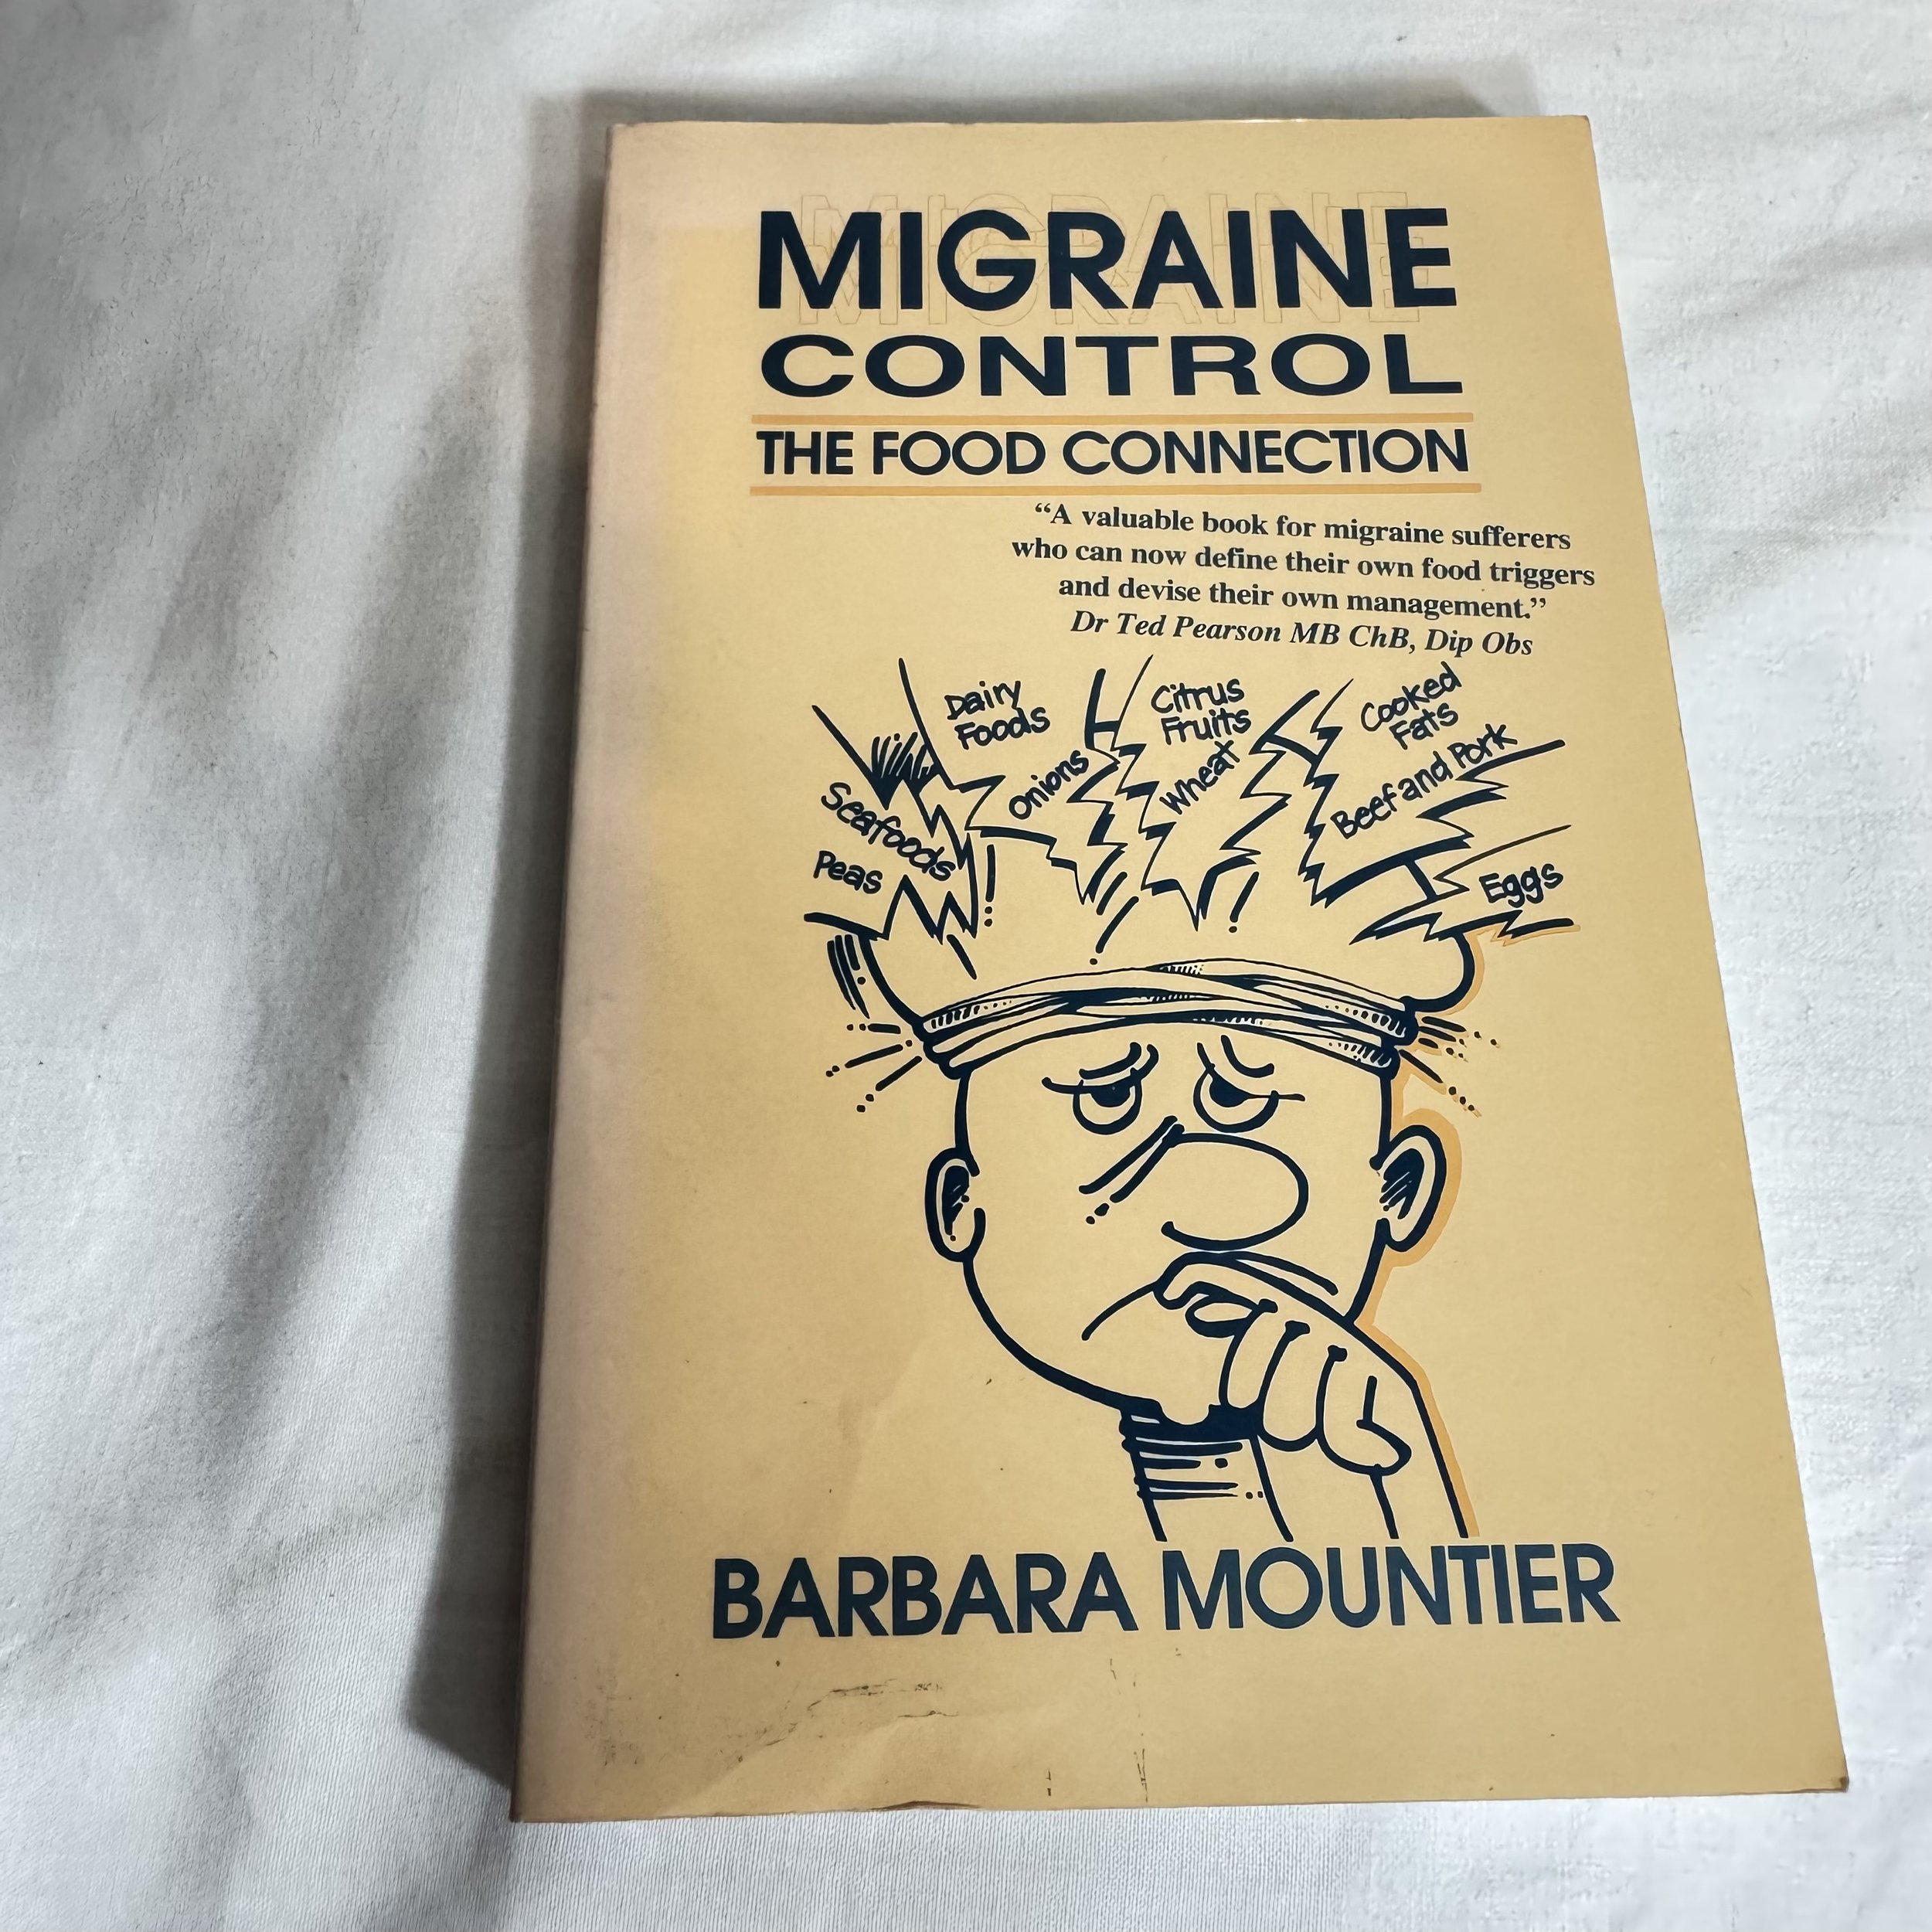 MIGRAINE
CONTROL
THE FOOD CONNECTION
“A valuable book for migraine sufferers
who can now define their own food triggers
and devise their own management.”
Dr Ted Pearson MB ChB, Dip Obs
Seafoods
Peas
Dairy
Foods
Onions
Citrus
Fruits
Wheat
Cooked
Fats
Beef and Pork
Eggs
BARBARA MOUNTIER